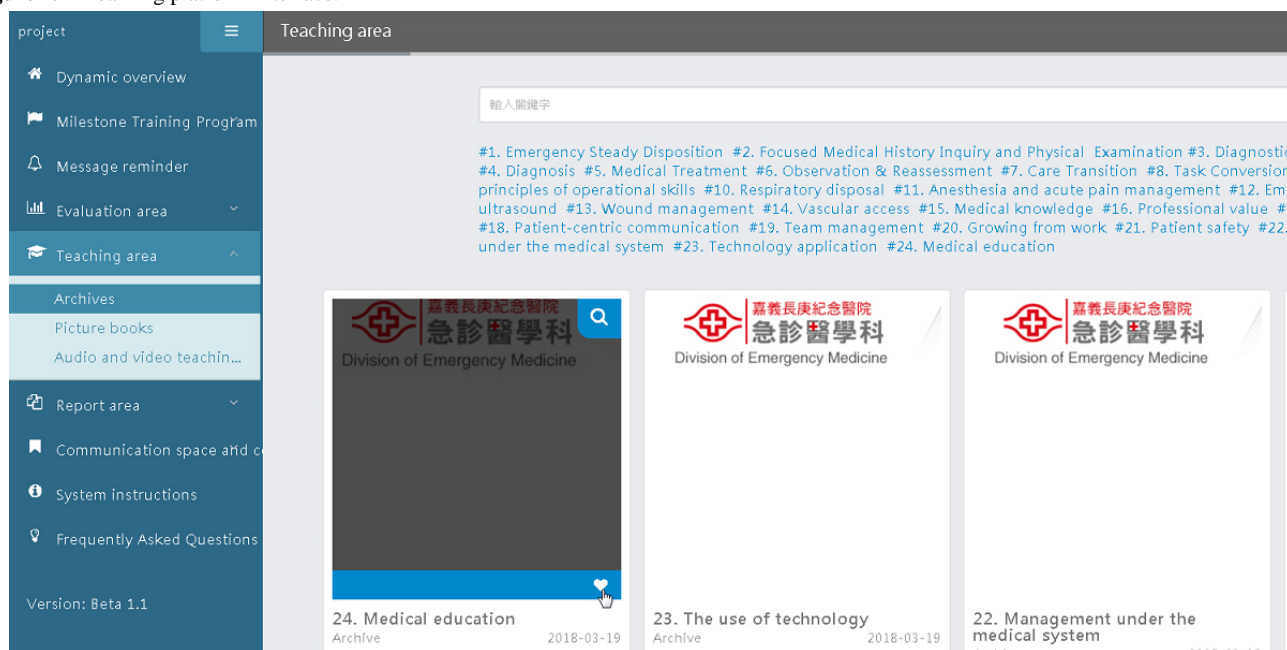 project
Teaching area
Dynamic overview
Milestone Training Program
Message reminder
Evaluation area
Teaching area
Archives
Picture books
Audio and video teachin...
Report area
Communication space and c
System instructions
Frequently Asked Questions
Version: Beta 1.1
輸入關鍵字
#1. Emergency Steady Disposition #2. Focused Medical History Inquiry and Physical Examination #3. Diagnostic
#4. Diagnosis #5. Medical Treatment #6. Observation & Reassessment #7. Care Transition #8. Task Conversion
principles of operational skills #10. Respiratory disposal #11. Anesthesia and acute pain management #12. Em
ultrasound #13. Wound management #14. Vascular access #15. Medical knowledge #16. Professional value #
#18. Patient-centric communication #19. Team management #20. Growing from work #21. Patient safety #22.
under the medical system #23. Technology application #24. Medical education
嘉義長庚紀念醫院
急診醫學科
Division of Emergency Medicine
24. Medical education
Archive 2018-03-19
嘉義長庚紀念醫院
急診醫學科
Division of Emergency Medicine
23. The use of technology
Archive 2018-03-19
嘉義長庚紀念醫院
急診醫學科
Division of Emergency Medicine
22. Management under the
medical system